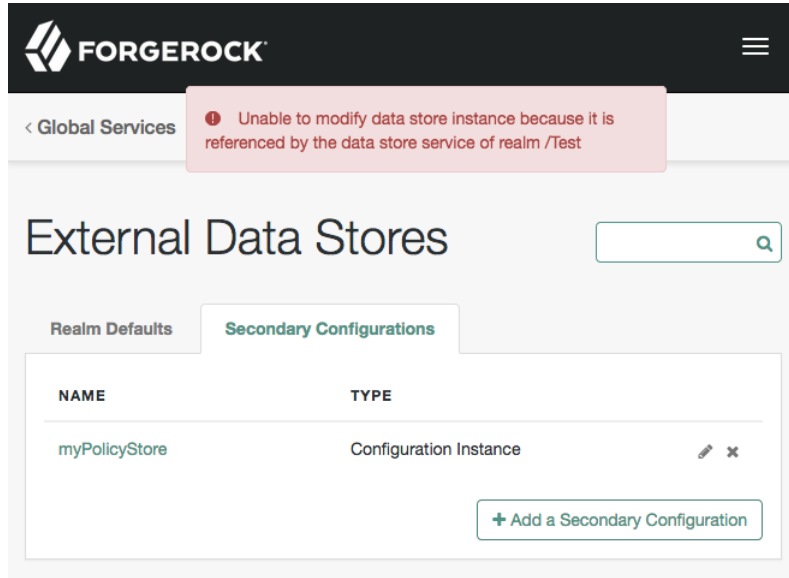 FORGEROCK
< Global Services
Unable to modify data store instance because it is
referenced by the data store service of realm /Test
External Data Stores
Realm Defaults
Secondary Configurations
NAME TYPE
myPolicyStore Configuration Instance
+ Add a Secondary Configuration